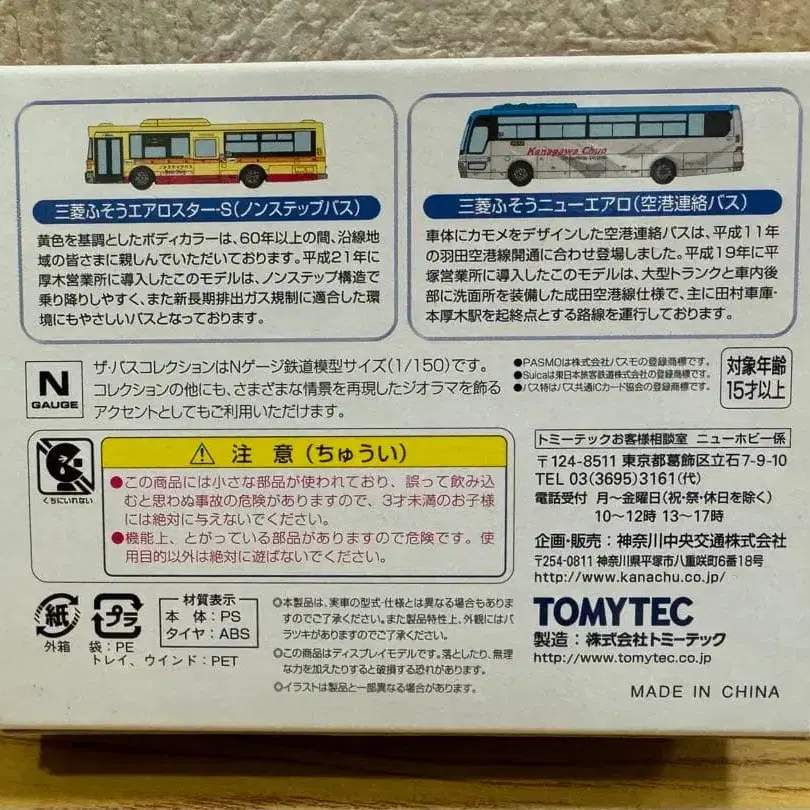 ノンステップバス
三菱ふそうエアロスター-S(ノンステップバス)
黄色を基調としたボディカラーは、60年以上の間、沿線地
域の皆さまに親しんでいただいております。平成21年に
厚木営業所に導入したこのモデルは、ノンステップ構造で
乗り降りしやすく、また新長期排出ガス規制に適合した環
境にもやさしいバスとなっております。
Kanagawa Chuo
三菱ふそうニューエアロ(空港連絡バス)
車体にカモメをデザインした空港連絡バスは、平成11年
の羽田空港線開通に合わせ登場しました。平成19年に平
塚営業所に導入したこのモデルは、大型トランクと車内後
部に洗面所を装備した成田空港線仕様で、主に田村車庫・
本厚木駅を起終点とする路線を運行しております。
N
GAUGE
ザ・バスコレクションはNゲージ鉄道模型サイズ(1/150)です。
コレクションの他にも、さまざまな情景を再現したジオラマを飾る
アクセントとしてもご利用いただけます。
●PASMOは株式会社パスモの登録商標です。
●Suicaは東日本旅客鉄道株式会社の登録商標です。
●バス特はバス共通ICカード協会の登録商標です。
対象年齢
15才以上
くちにいれない
⚠ 注意(ちゅうい)
●この商品には小さな部品が使われており、誤って飲み込
むと思わぬ事故の危険がありますので、3才未満のお子様
には絶対に与えないでください。
●機能上、とがっている部品がありますので危険です。使
用目的以外は絶対に遊ばないでください。
トミーテックお客様相談室 ニューホビー係
〒124-8511 東京都葛飾区立石7-9-10
TEL 03(3695)3161(代)
電話受付 月〜金曜日(祝・祭・休日を除く)
10〜12時 13〜17時
企画・販売:神奈川中央交通株式会社
〒254-0811 神奈川県平塚市八重咲町6番18号
http://www.kanachu.co.jp/
紙
外箱
プラ
袋:PE
トレイ、ウインド:PET
材質表示
本体:PS
タイヤ:ABS
◎本製品は、実車の型式・仕様とは異なる場合もありま
すのでご了承ください。また製品特性上、外観にはバ
ラツキがありますのでご了承ください。
◎この商品はディスプレイモデルです。落としたり、無理
な力を加えたりすると破損する恐れがあります。
◎イラストは製品と一部異なる場合があります。
TOMYTEC
製造:株式会社トミーテック
http://www.tomytec.co.jp
MADE IN CHINA